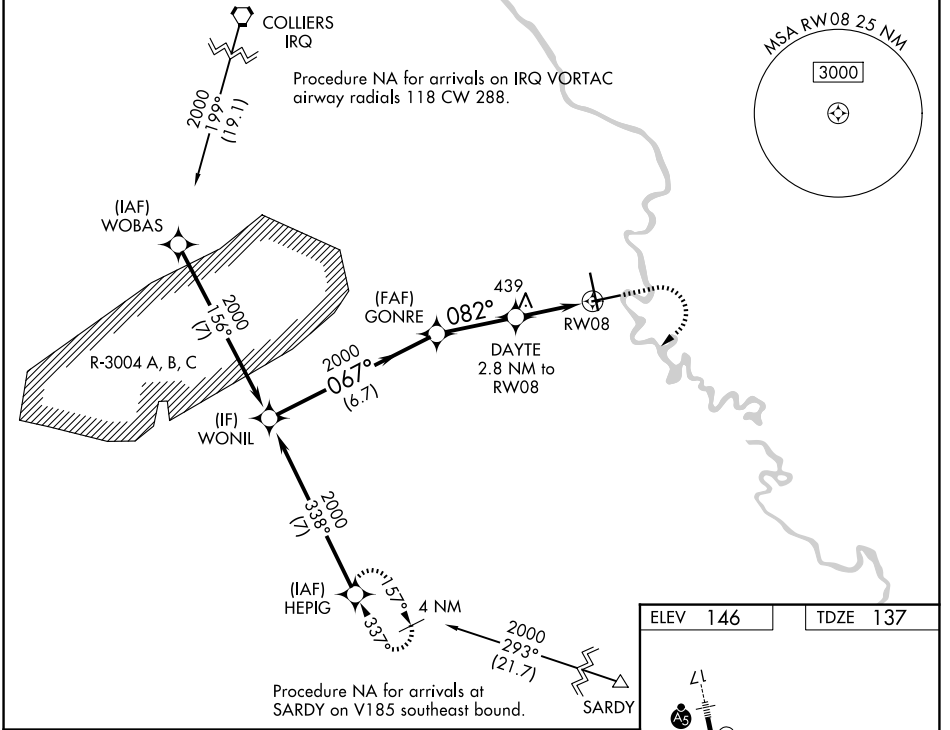 COLLIERS
IRQ
Procedure NA for arrivals on IRQ VORTAC
airway radials 118 CW 288.
MSA RW08 25 NM
3000
2000
199°
(19.1)
(IAF)
WOBAS
2000
156°
(7)
R-3004 A, B, C
(IF)
WONIL
2000
067°
(6.7)
(FAF)
GONRE
082°
439
DAYTE
2.8 NM to
RW08
RW08
2000
338°
(7)
(IAF)
HEPIG
157°
337°
4 NM
2000
293°
(21.7)
SARDY
Procedure NA for arrivals at
SARDY on V185 southeast bound.
ELEV 146
TDZE 137
17
A5